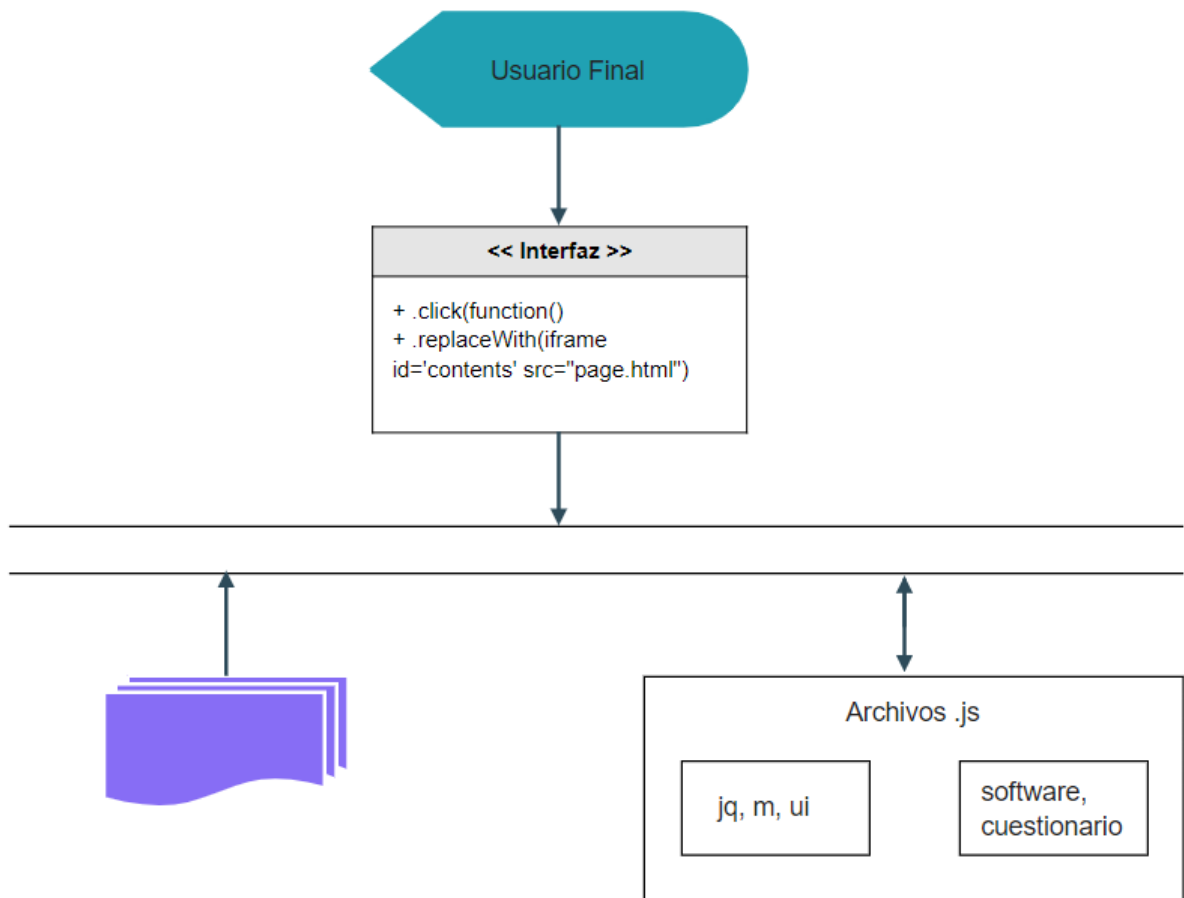 Usuario Final
<< Interfaz >>
+ .click(function()
+ .replaceWith(iframe
id='contents' src="page.html")
Archivos .js
jq, m, ui
software,
cuestionario